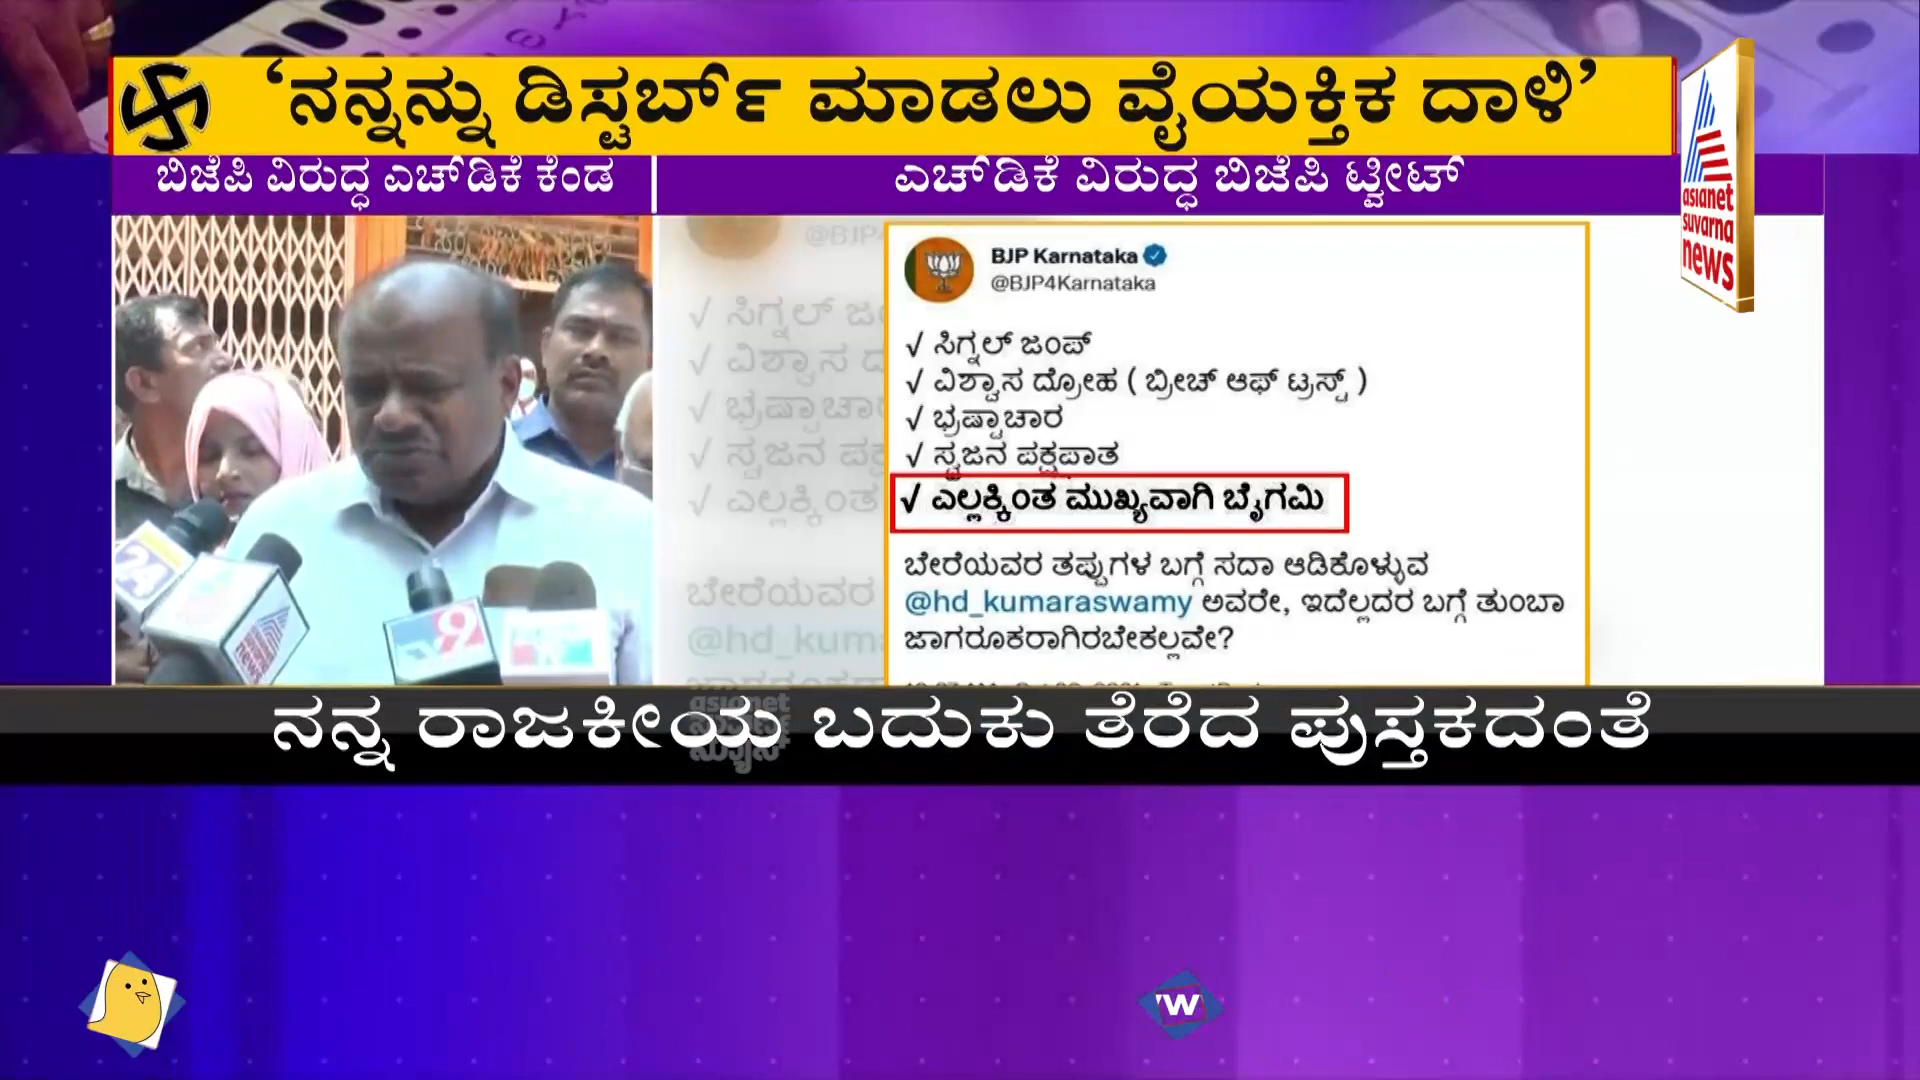 ‘ನನ್ನನ್ನು ಡಿಸ್ಟರ್ಬ್ ಮಾಡಲು ವೈಯಕ್ತಿಕ ದಾಳಿ’
ಬಿಜೆಪಿ ವಿರುದ್ಧ ಎಚ್‌ಡಿಕೆ ಕೆಂಡ
ಎಚ್‌ಡಿಕೆ ವಿರುದ್ಧ ಬಿಜೆಪಿ ಟ್ವೀಟ್
asianet
suvarna
news
BJP Karnataka
@BJP4Karnataka
√ ಸಿಗ್ನಲ್ ಜಂಪ್
√ ವಿಶ್ವಾಸ ದ್ರೋಹ ( ಬ್ರೀಚ್ ಆಫ್ ಟ್ರಸ್ಟ್ )
√ ಭ್ರಷ್ಟಾಚಾರ
√ ಸ್ವಜನ ಪಕ್ಷಪಾತ
√ ಎಲ್ಲಕ್ಕಿಂತ ಮುಖ್ಯವಾಗಿ ಬೈಗಮಿ
ಬೇರೆಯವರ ತಪ್ಪುಗಳ ಬಗ್ಗೆ ಸದಾ ಆಡಿಕೊಳ್ಳುವ
@hd_kumaraswamy ಅವರೇ, ಇದೆಲ್ಲದರ ಬಗ್ಗೆ ತುಂಬಾ
ಜಾಗರೂಕರಾಗಿರಬೇಕಲ್ಲವೇ?
24
TV9
ನನ್ನ ರಾಜಕೀಯ ಬದುಕು ತೆರೆದ ಪುಸ್ತಕದಂತೆ
W